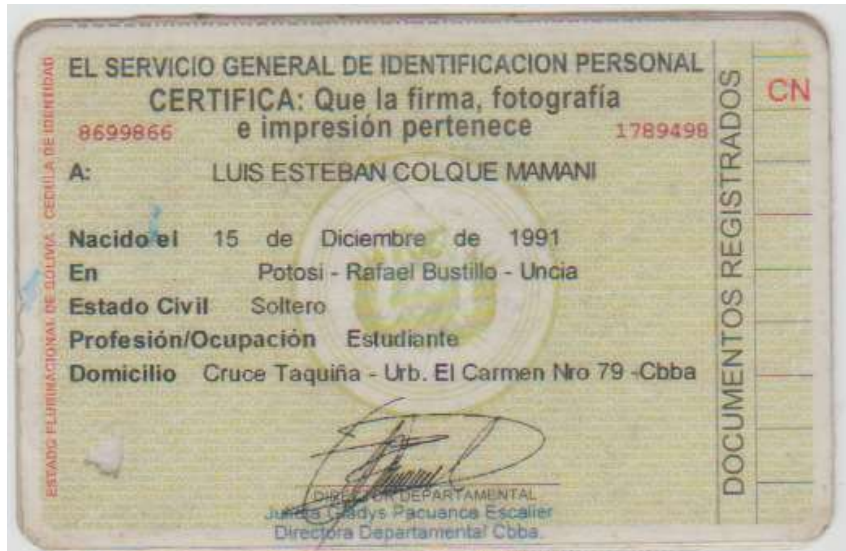 EL SERVICIO GENERAL DE IDENTIFICACION PERSONAL
CERTIFICA: Que la firma, fotografía
8699866 e impresión pertenece 1789498
A: LUIS ESTEBAN COLQUE MAMANI
Nacido el 15 de Diciembre de 1991
En Potosi - Rafael Bustillo - Uncia
Estado Civil Soltero
Profesión/Ocupación Estudiante
Domicilio Cruce Taquiña - Urb. El Carmen Nro 79 -Cbba
DIRECTOR DEPARTAMENTAL
Gladys Pacuanca Escalier
Directora Departamental Cbba.
ESTADO PLURINACIONAL DE BOLIVIA - CEDULA DE IDENTIDAD
DOCUMENTOS REGISTRADOS
CN